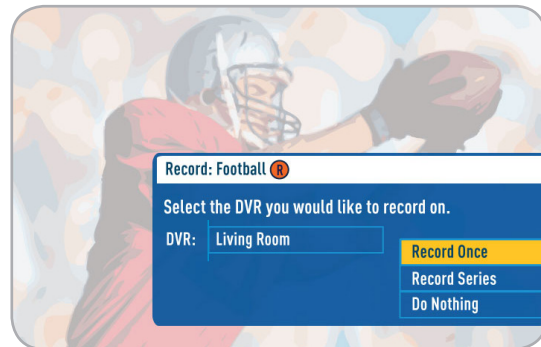 Record: Football R
Select the DVR you would like to record on.
DVR: Living Room
Record Once
Record Series
Do Nothing